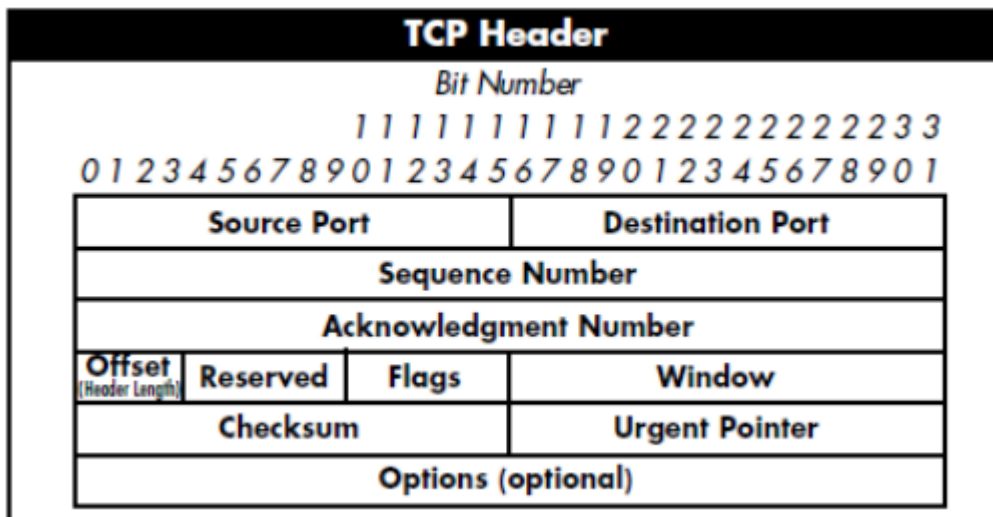 TCP Header
Bit Number
1 1 1 1 1 1 1 1 1 1 2 2 2 2 2 2 2 2 2 2 3 3
0 1 2 3 4 5 6 7 8 9 0 1 2 3 4 5 6 7 8 9 0 1 2 3 4 5 6 7 8 9 0 1
Source Port Destination Port
Sequence Number
Acknowledgment Number
Offset (Header Length) Reserved Flags Window
Checksum Urgent Pointer
Options (optional)